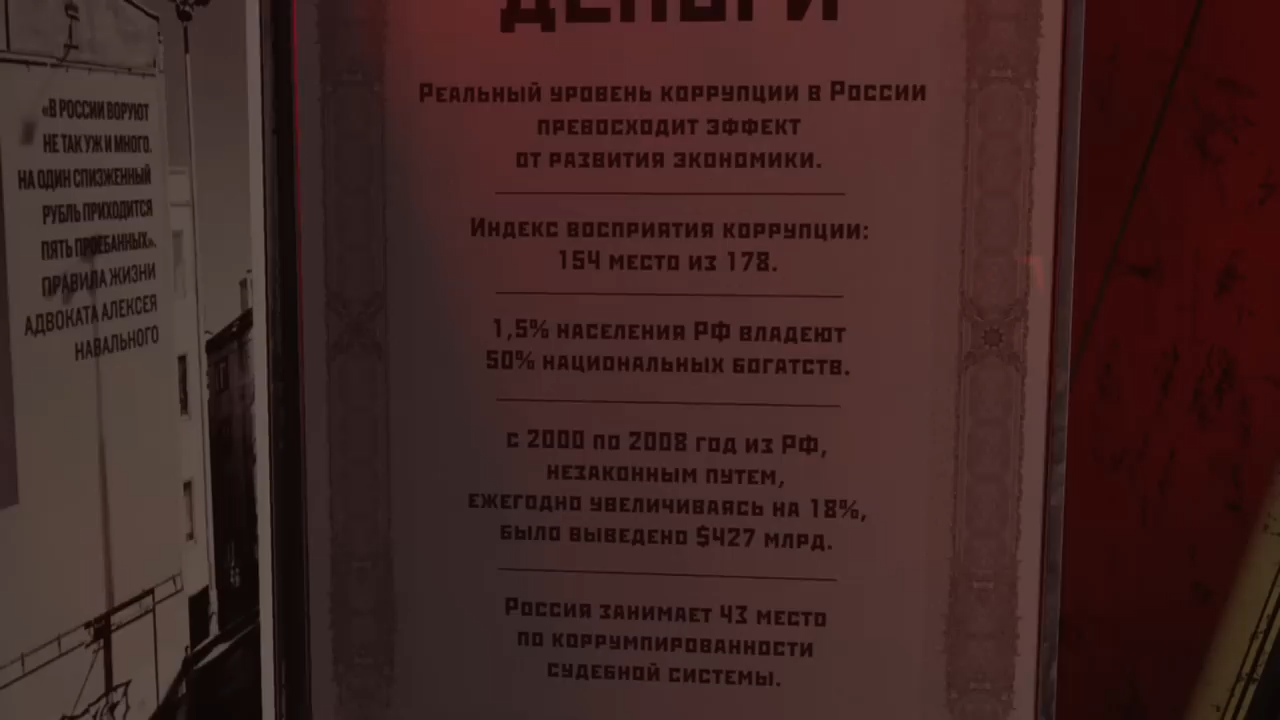 «В РОССИИ ВОРУЮТ
НЕ ТАК УЖ И МНОГО.
НА ОДИН СПИЗЖЕННЫЙ
РУБЛЬ ПРИХОДИТСЯ
ПЯТЬ ПРОЕБАННЫХ».
ПРАВИЛА ЖИЗНИ
АДВОКАТА АЛЕКСЕЯ
НАВАЛЬНОГО
ДЕНЬГИ
Реальный уровень коррупции в России
превосходит эффект
от развития экономики.
Индекс восприятия коррупции:
154 место из 178.
1,5% населения РФ владеют
50% национальных богатств.
с 2000 по 2008 год из РФ,
незаконным путем,
ежегодно увеличиваясь на 18%,
было выведено $427 млрд.
Россия занимает 43 место
по коррумпированности
судебной системы.